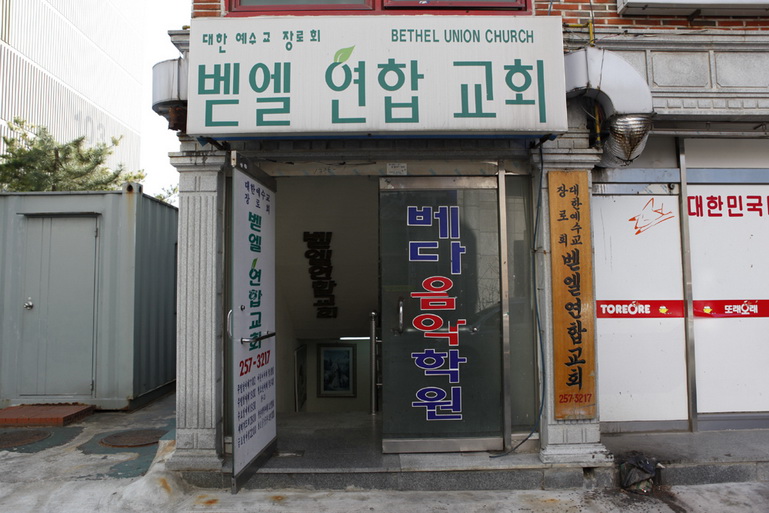 대한 예수교 장로회
BETHEL UNION CHURCH
벧엘 연합 교회
103
대한예수교
장로회
벧엘 연합교회
257-3217
벧엘연합교회
베다음악학원
대한예수교
장로회
벧엘연합교회
257-3217
대한민국
TOREORE
또래오래